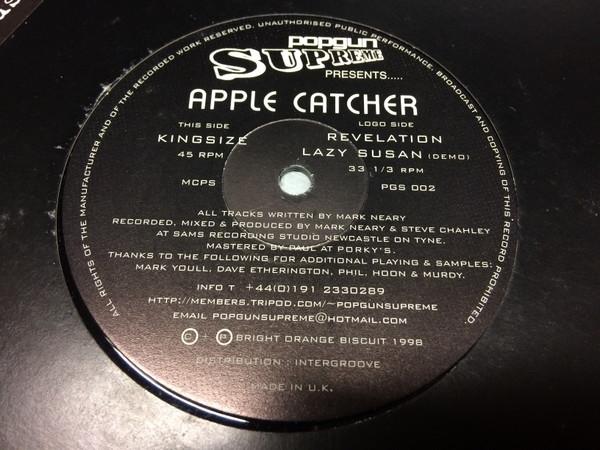 ALL RIGHTS OF THE MANUFACTURER AND OF THE RECORDED WORK RESERVED. UNAUTHORISED PUBLIC PERFORMANCE, BROADCAST AND COPYING OF THIS RECORD PROHIBITED.
popgun
SUPREME
PRESENTS.....
APPLE CATCHER
THIS SIDE LOGO SIDE
KINGSIZE REVELATION
45 RPM LAZY SUSAN (DEMO)
33 1/3 RPM
MCPS PGS 002
ALL TRACKS WRITTEN BY MARK NEARY
RECORDED, MIXED & PRODUCED BY MARK NEARY & STEVE CHAHLEY
AT SAMS RECORDING STUDIO NEWCASTLE ON TYNE.
MASTERED BY PAUL AT PORKY'S.
THANKS TO THE FOLLOWING FOR ADDITIONAL PLAYING & SAMPLES:
MARK YOULL, DAVE ETHERINGTON, PHIL, HOON & MURDY.
INFO T +44(0)191 2330289
HTTP://MEMBERS.TRIPOD.COM/~POPGUNSUPREME
EMAIL POPGUNSUPREME@HOTMAIL.COM
© + ℗ BRIGHT ORANGE BISCUIT 1998
DISTRIBUTION : INTERGROOVE
MADE IN U.K.